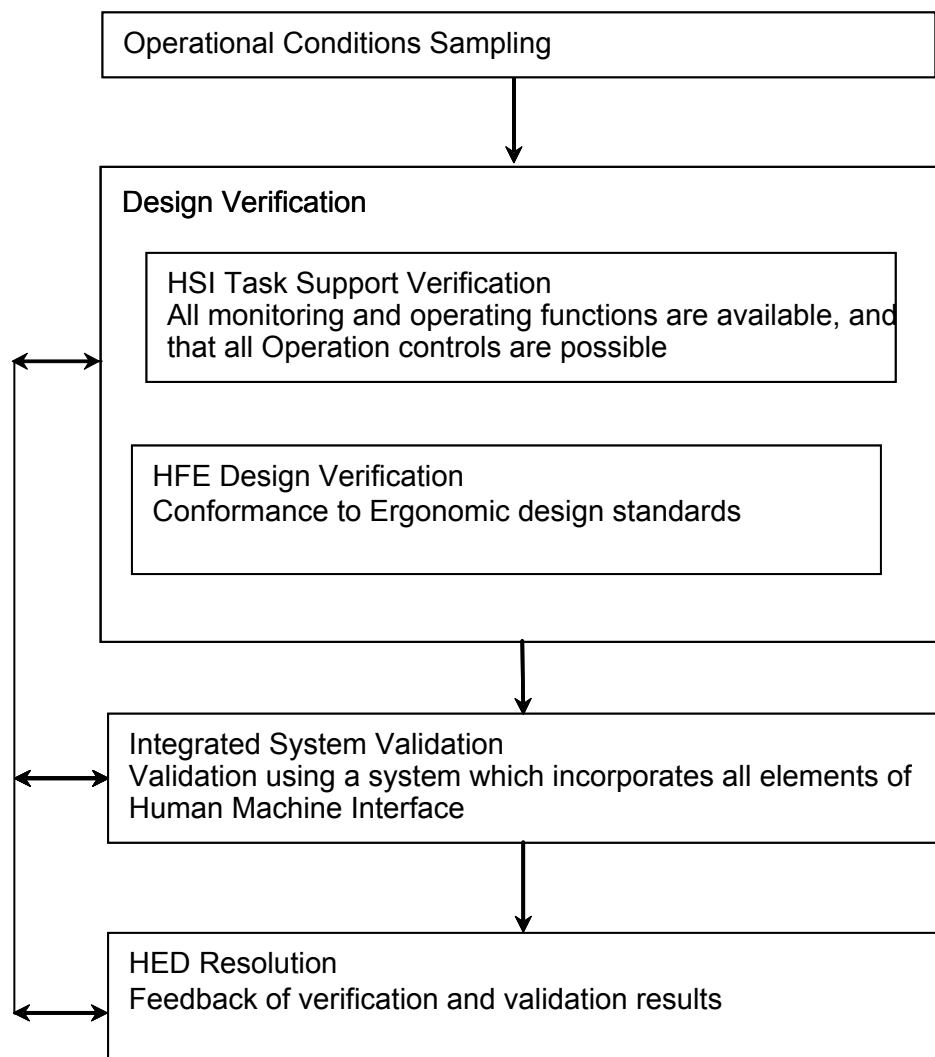 Operational Conditions Sampling
Design Verification
HSI Task Support Verification
All monitoring and operating functions are available, and
that all Operation controls are possible
HFE Design Verification
Conformance to Ergonomic design standards
Integrated System Validation
Validation using a system which incorporates all elements of
Human Machine Interface
HED Resolution
Feedback of verification and validation results